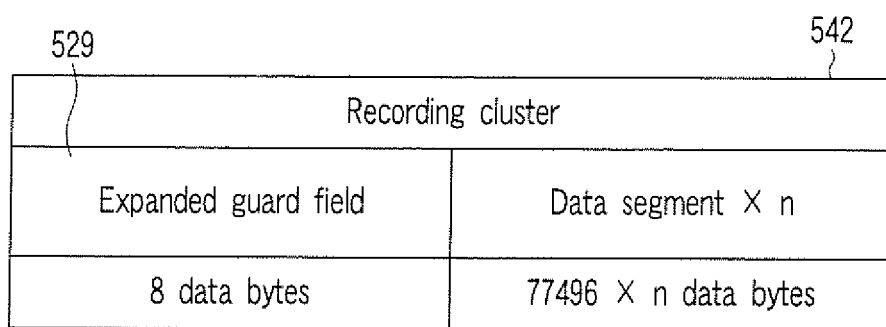 529
542
Recording cluster
Expanded guard field
Data segment × n
8 data bytes
77496 × n data bytes